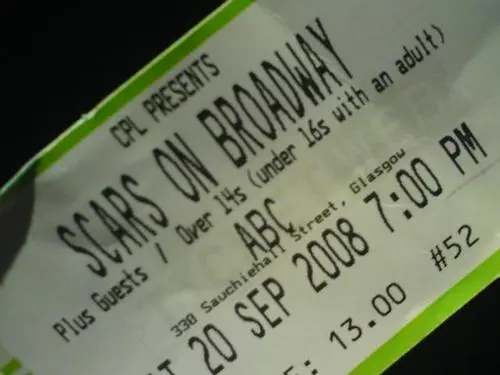 CPL PRESENTS
SCARS ON BROADWAY
Plus Guests / Over 14s (under 16s with an adult)
ABC
330 Sauchiehall Street, Glasgow
20 SEP 2008 7:00 PM
13.00 #52